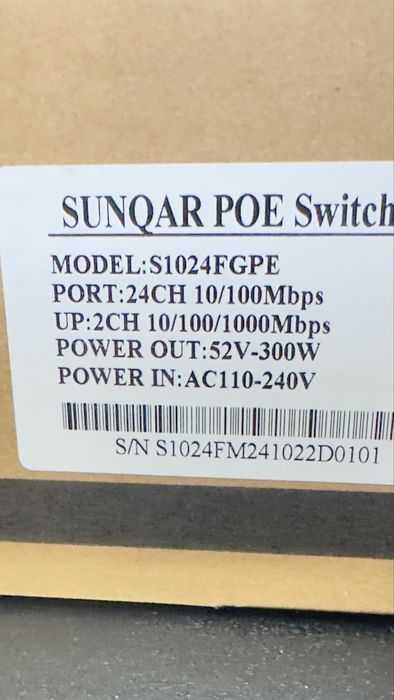 SUNQAR POE Switch
MODEL:S1024FGPE
PORT:24CH 10/100Mbps
UP:2CH 10/100/1000Mbps
POWER OUT:52V-300W
POWER IN:AC110-240V
S/N S1024FM241022D0101